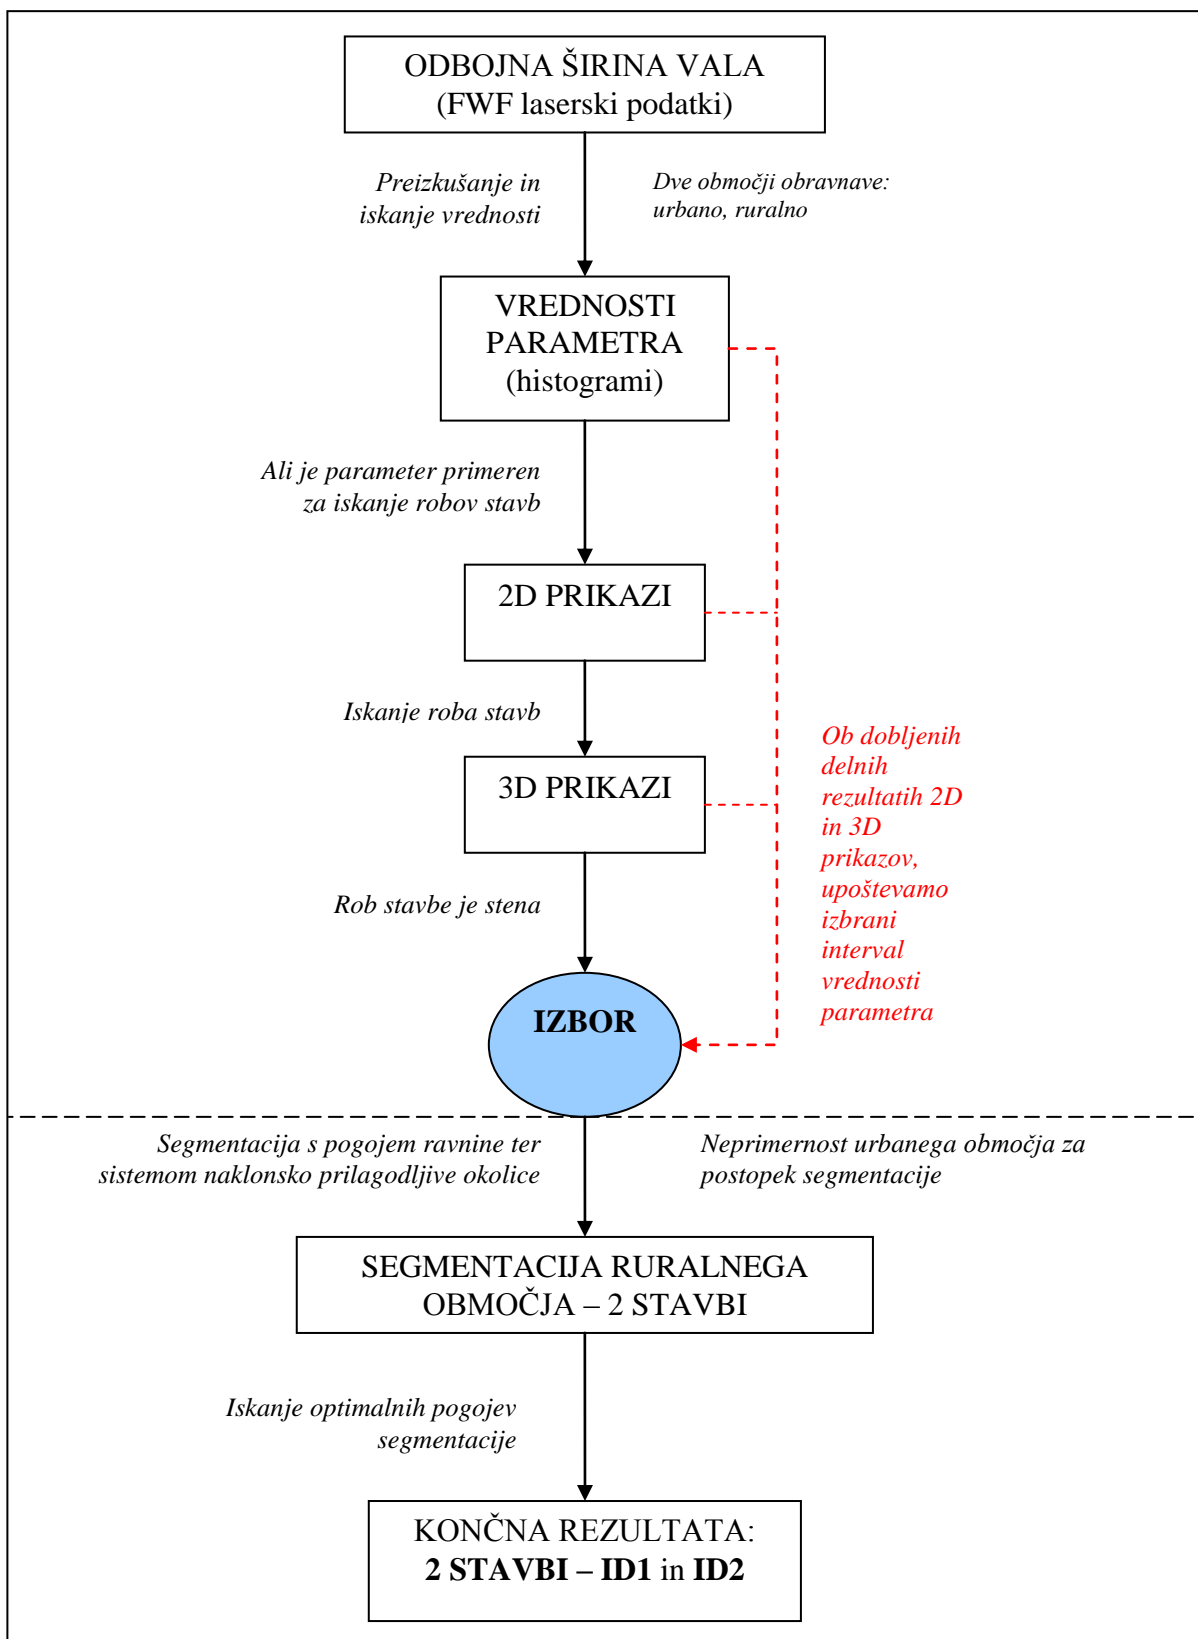 ODBOJNA ŠIRINA VALA
(FWF laserski podatki)
Preizkušanje in
iskanje vrednosti
Dve območji obravnave:
urbano, ruralno
VREDNOSTI
PARAMETRA
(histogrami)
Ali je parameter primeren
za iskanje robov stavb
2D PRIKAZI
Iskanje roba stavb
3D PRIKAZI
Ob dobljenih
delnih
rezultatih 2D
in 3D
prikazov,
upoštevamo
izbrani
interval
vrednosti
parametra
Rob stavbe je stena
IZBOR
Segmentacija s pogojem ravnine ter
sistemom naklonsko prilagodljive okolice
Neprimernost urbanega območja za
postopek segmentacije
SEGMENTACIJA RURALNEGA
OBMOČJA – 2 STAVBI
Iskanje optimalnih pogojev
segmentacije
KONČNA REZULTATA:
2 STAVBI – ID1 in ID2